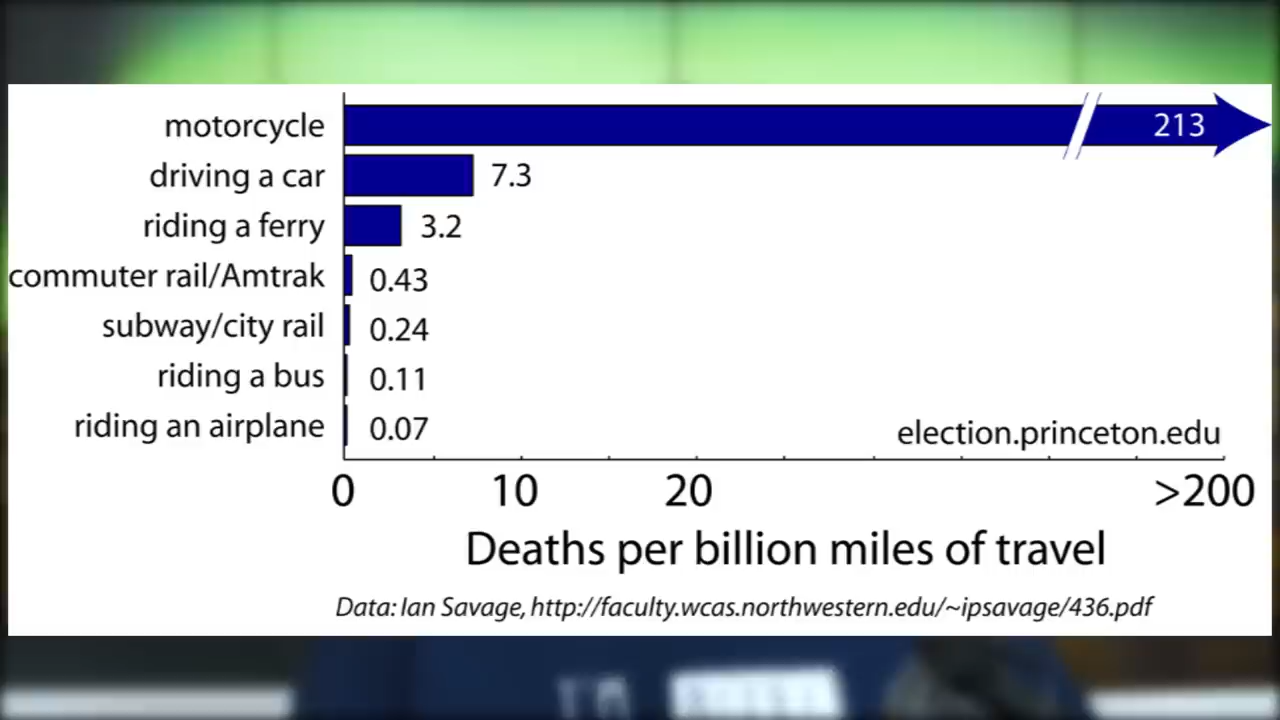 motorcycle 213
driving a car 7.3
riding a ferry 3.2
commuter rail/Amtrak 0.43
subway/city rail 0.24
riding a bus 0.11
riding an airplane 0.07
election.princeton.edu
0 10 20 >200
Deaths per billion miles of travel
Data: Ian Savage, http://faculty.wcas.northwestern.edu/~ipsavage/436.pdf